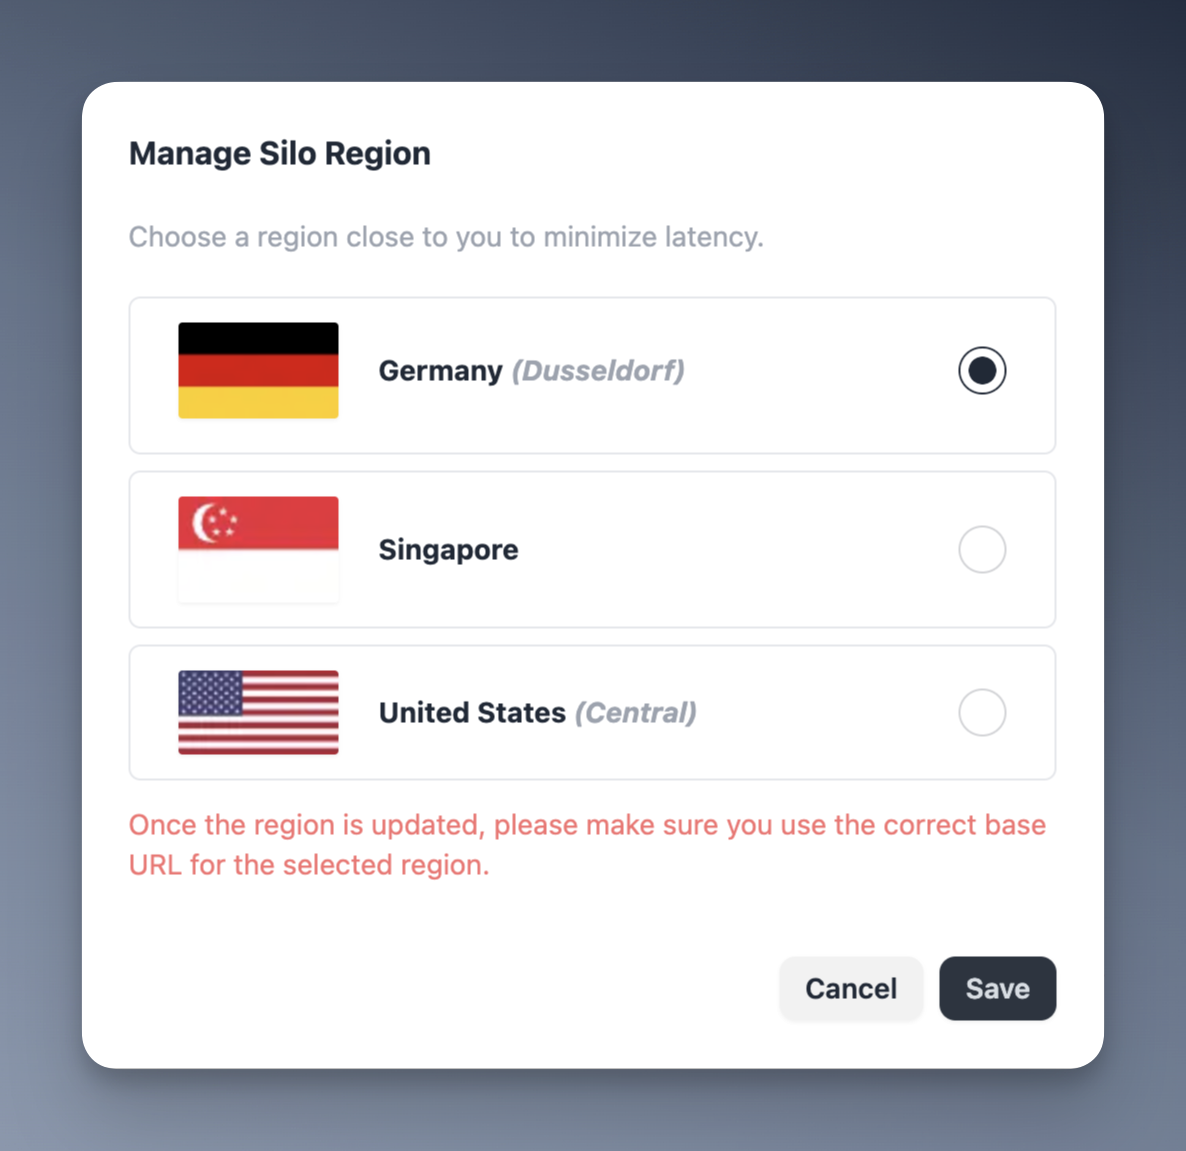 Manage Silo Region
Choose a region close to you to minimize latency.
Germany (Dusseldorf)
Singapore
United States (Central)
Once the region is updated, please make sure you use the correct base
URL for the selected region.
Cancel Save